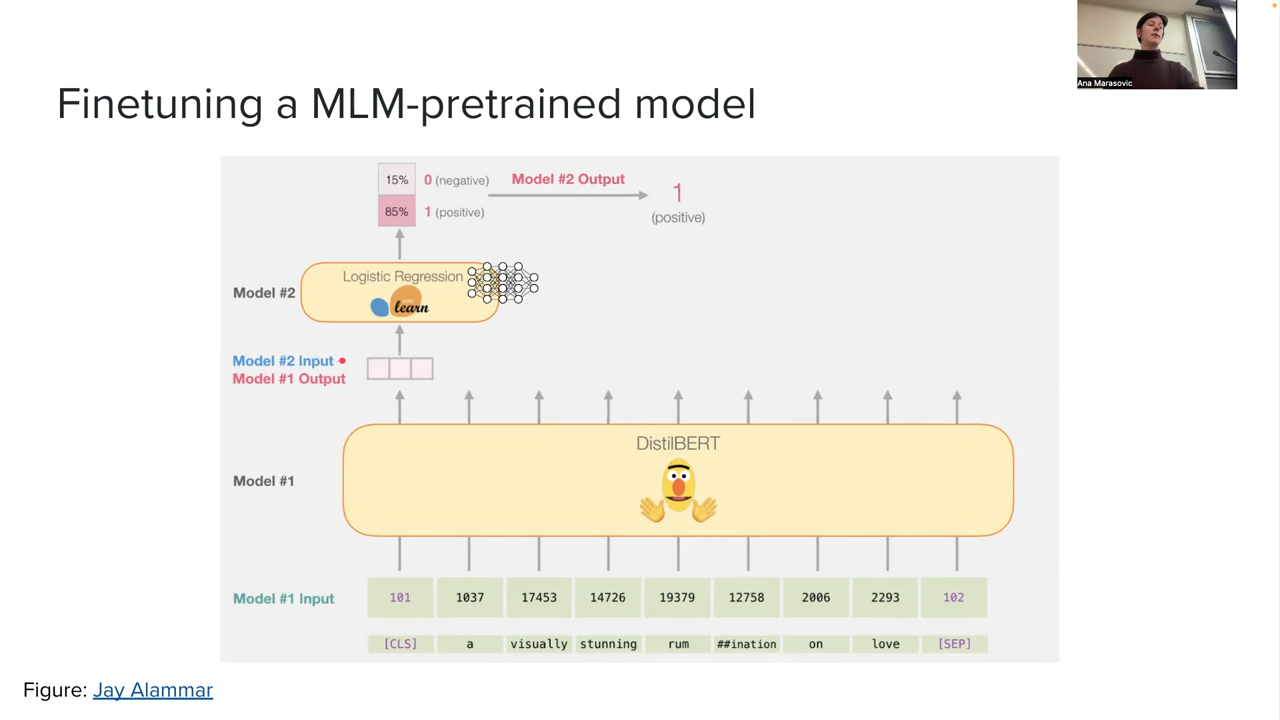 Ana Marasovic
Finetuning a MLM-pretrained model
15% 0 (negative)
85% 1 (positive)
Model #2 Output
1
(positive)
Model #2
Logistic Regression
learn
Model #2 Input
Model #1 Output
DistilBERT
Model #1
Model #1 Input
101 1037 17453 14726 19379 12758 2006 2293 102
[CLS] a visually stunning rum ##ination on love [SEP]
Figure: Jay Alammar